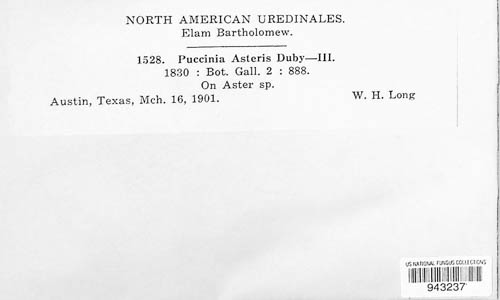 NORTH AMERICAN UREDINALES.
Elam Bartholomew.
1528. Puccinia Asteris Duby—III.
1830 : Bot. Gall. 2 : 888.
On Aster sp.
Austin, Texas, Mch. 16, 1901. W. H. Long
US NATIONAL FUNGUS COLLECTIONS
943237